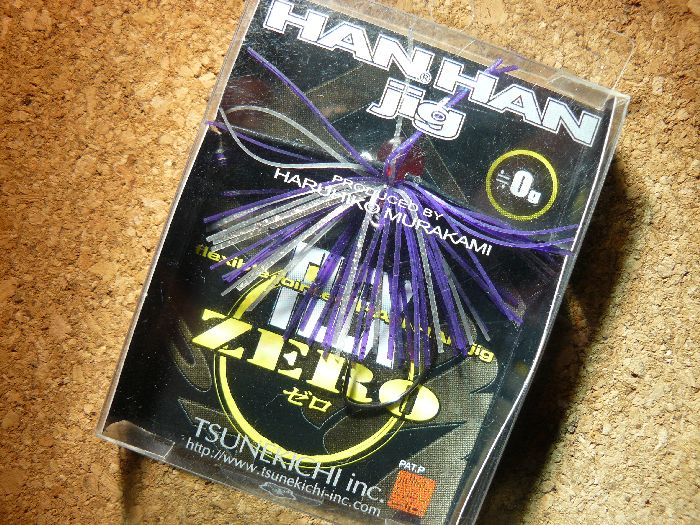 HAN HAN
®
jig
≒0g
PRODUCED BY
HARUHIKO MURAKAMI
jig
ZERO
ゼロ
TSUNEKICHI inc.
http://www.tsunekichi-inc.com
PAT.P